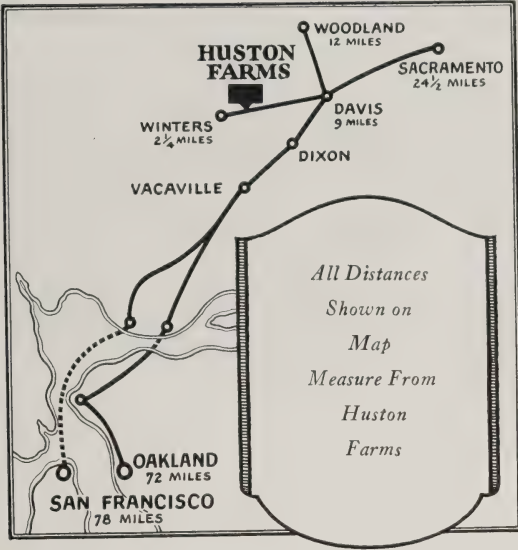 WOODLAND
12 MILES
HUSTON
FARMS
SACRAMENTO
24½ MILES
DAVIS
9 MILES
WINTERS
2¼ MILES
DIXON
VACAVILLE
All Distances
Shown on
Map
Measure From
Huston
Farms
OAKLAND
72 MILES
SAN FRANCISCO
78 MILES